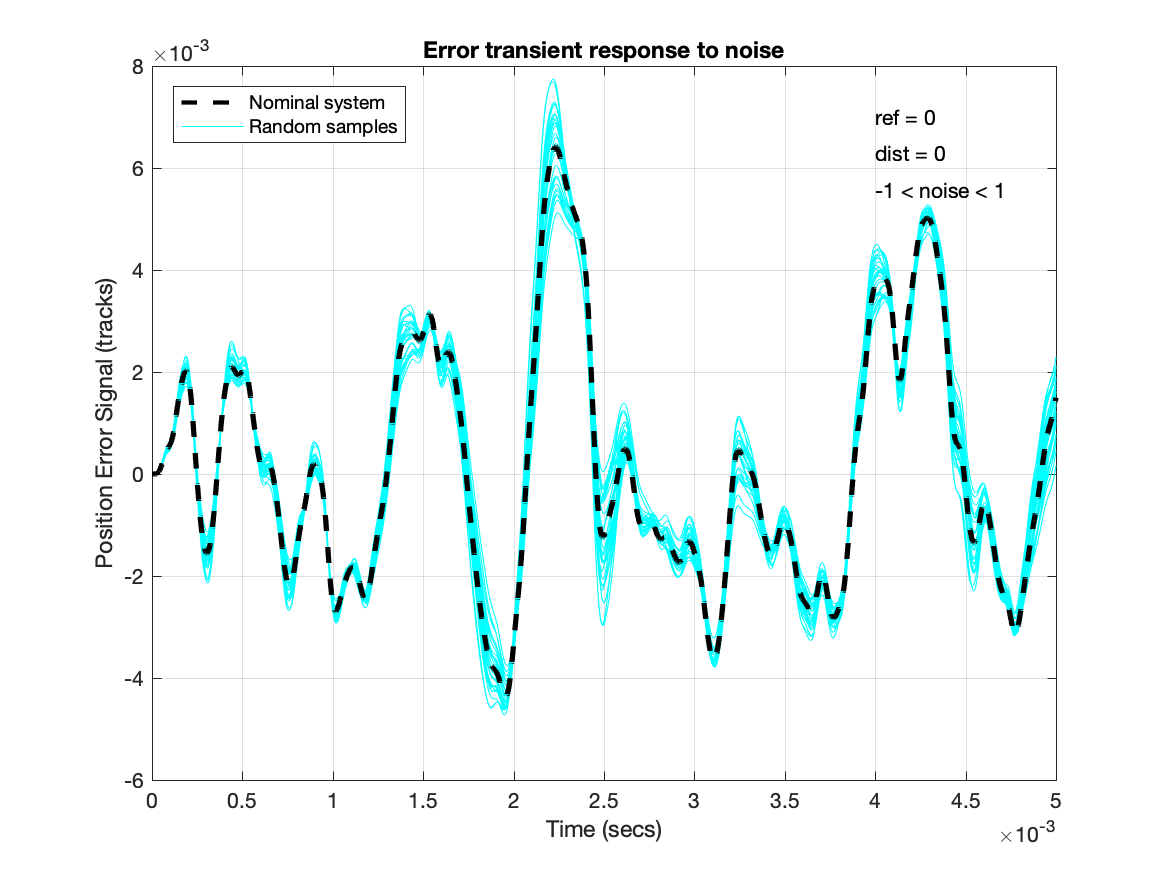 ×10⁻³
Error transient response to noise
8
6
4
2
0
-2
-4
-6
Position Error Signal (tracks)
Nominal system
Random samples
ref = 0
dist = 0
-1 < noise < 1
0 0.5 1 1.5 2 2.5 3 3.5 4 4.5 5
Time (secs)
×10⁻³